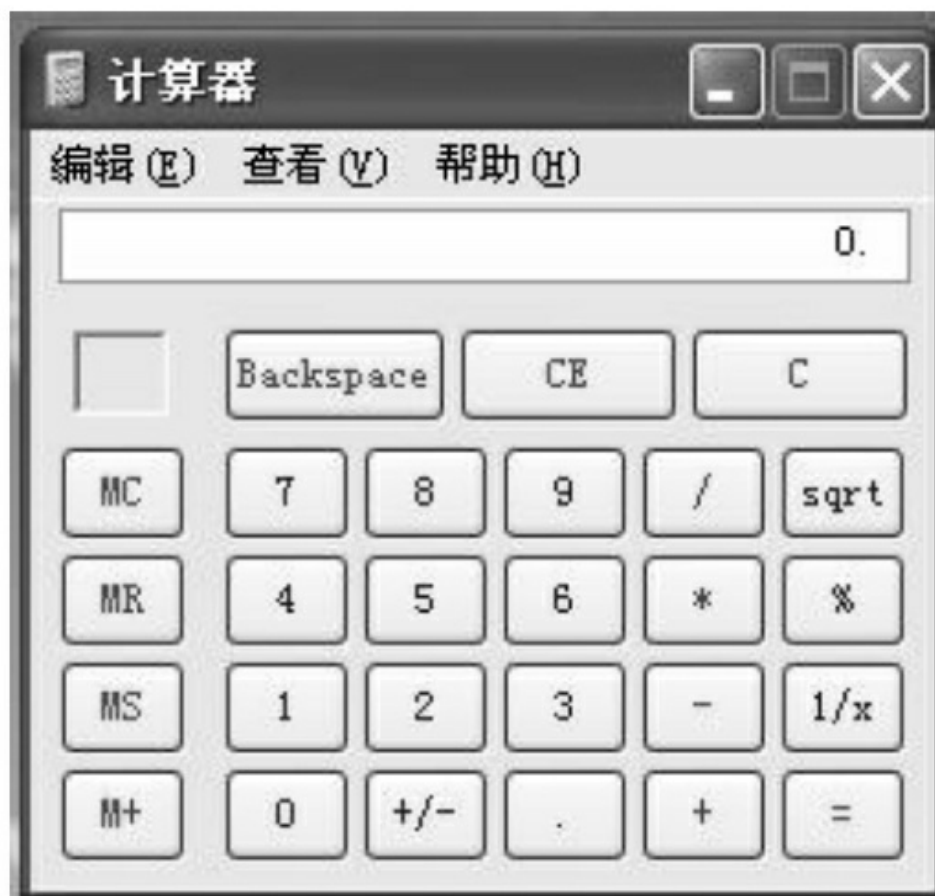 计算器
编辑(E) 查看(V) 帮助(H)
0.
Backspace CE C
MC 7 8 9 / sqrt
MR 4 5 6 * %
MS 1 2 3 - 1/x
M+ 0 +/- . + =